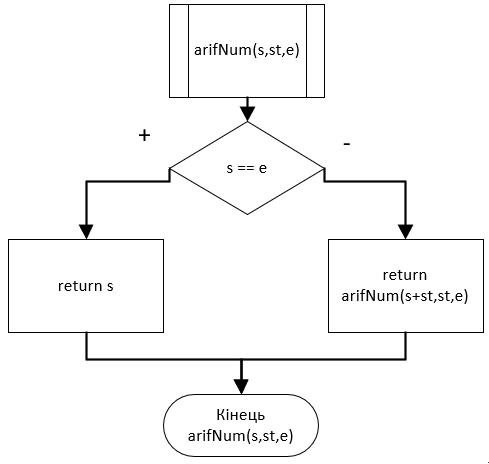 arifNum(s,st,e)
+
-
s == e
return s
return
arifNum(s+st,st,e)
Кінець
arifNum(s,st,e)